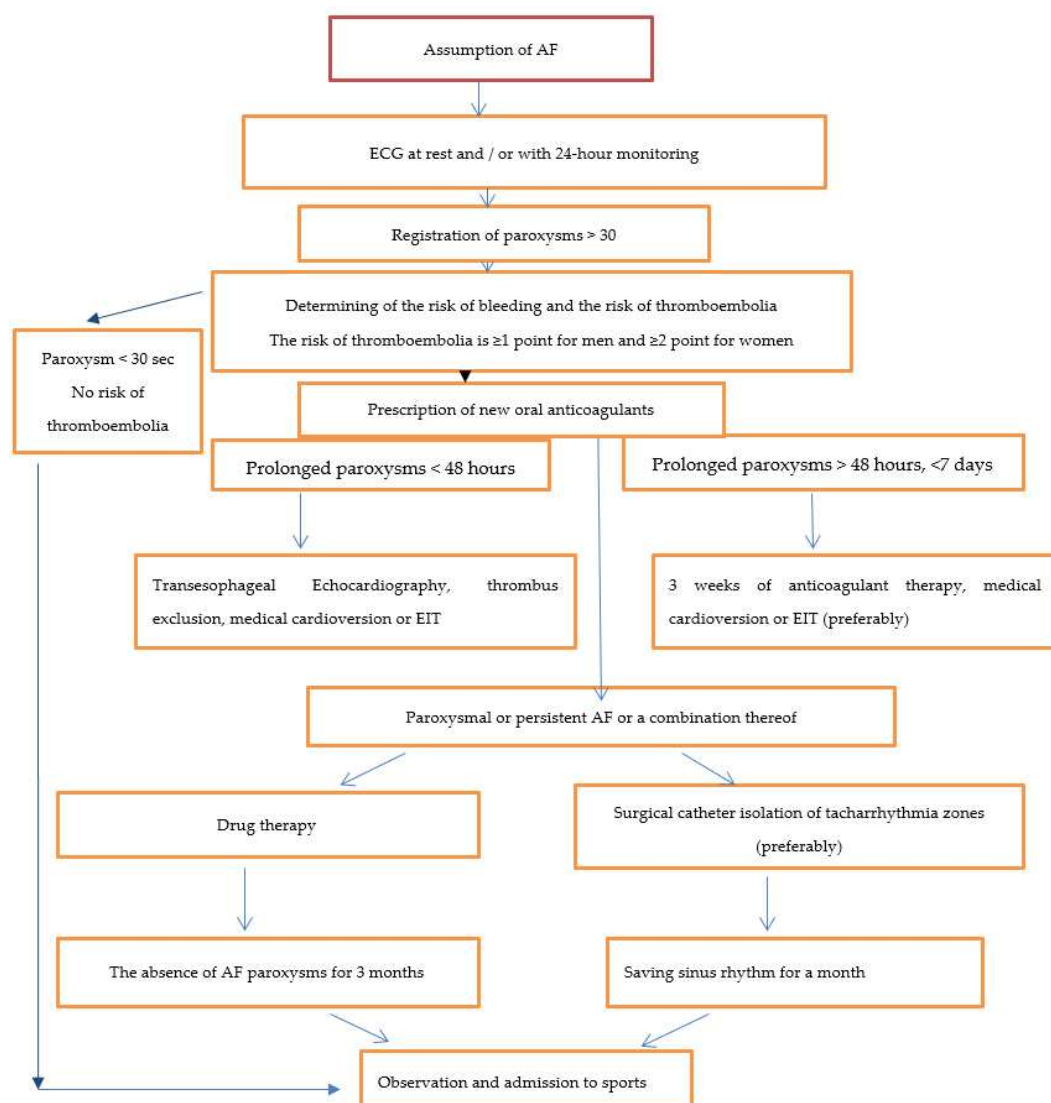 Assumption of AF
ECG at rest and / or with 24-hour monitoring
Registration of paroxysms > 30
Determining of the risk of bleeding and the risk of thromboembolia
The risk of thromboembolia is ≥1 point for men and ≥2 point for women
Paroxysm < 30 sec
No risk of
thromboembolia
Prescription of new oral anticoagulants
Prolonged paroxysms < 48 hours
Prolonged paroxysms > 48 hours, <7 days
Transesophageal Echocardiography, thrombus
exclusion, medical cardioversion or EIT
3 weeks of anticoagulant therapy, medical
cardioversion or EIT (preferably)
Paroxysmal or persistent AF or a combination thereof
Drug therapy
Surgical catheter isolation of tacharrhythmia zones
(preferably)
The absence of AF paroxysms for 3 months
Saving sinus rhythm for a month
Observation and admission to sports